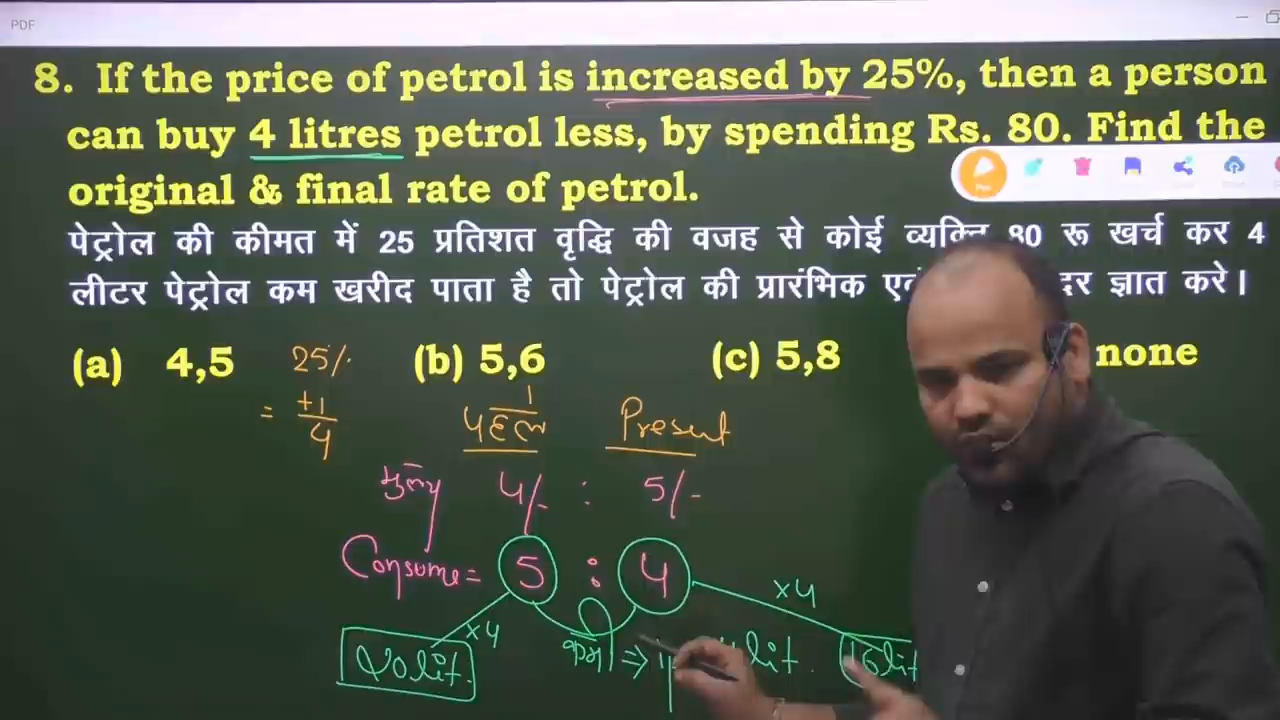 PDF
8. If the price of petrol is increased by 25%, then a person
can buy 4 litres petrol less, by spending Rs. 80. Find the
original & final rate of petrol.
पेट्रोल की कीमत में 25 प्रतिशत वृद्धि की वजह से कोई व्यक्ति 80 रू खर्च कर 4
लीटर पेट्रोल कम खरीद पाता है तो पेट्रोल की प्रारंभिक दर ज्ञात करे।
(a) 4,5 (b) 5,6 (c) 5,8 none
25%
= +1/4
Present
मुल्य 4/- : 5/-
Consume = 5 : 4
×4 ×4
20 lit. कमी ⇒ lit. 16 lit